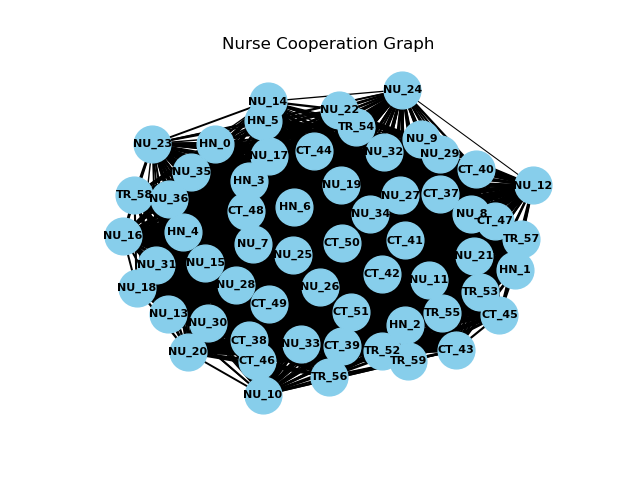 Nurse Cooperation Graph
NU_24
NU_14
NU_22
HN_5
TR_54
NU_9
NU_23
HN_0
CT_44
NU_32
NU_29
NU_17
CT_40
NU_35
HN_3
NU_19
NU_12
TR_58
NU_36
NU_27
CT_37
CT_48
HN_6
NU_34
NU_8
CT_47
NU_16
HN_4
NU_7
CT_50
CT_41
TR_57
NU_31
NU_15
NU_25
NU_21
HN_1
NU_18
NU_28
NU_26
CT_42
NU_11
TR_53
NU_13
NU_30
CT_49
CT_51
HN_2
TR_55
CT_45
NU_20
CT_38
CT_46
NU_33
CT_39
TR_52
TR_59
CT_43
TR_56
NU_10